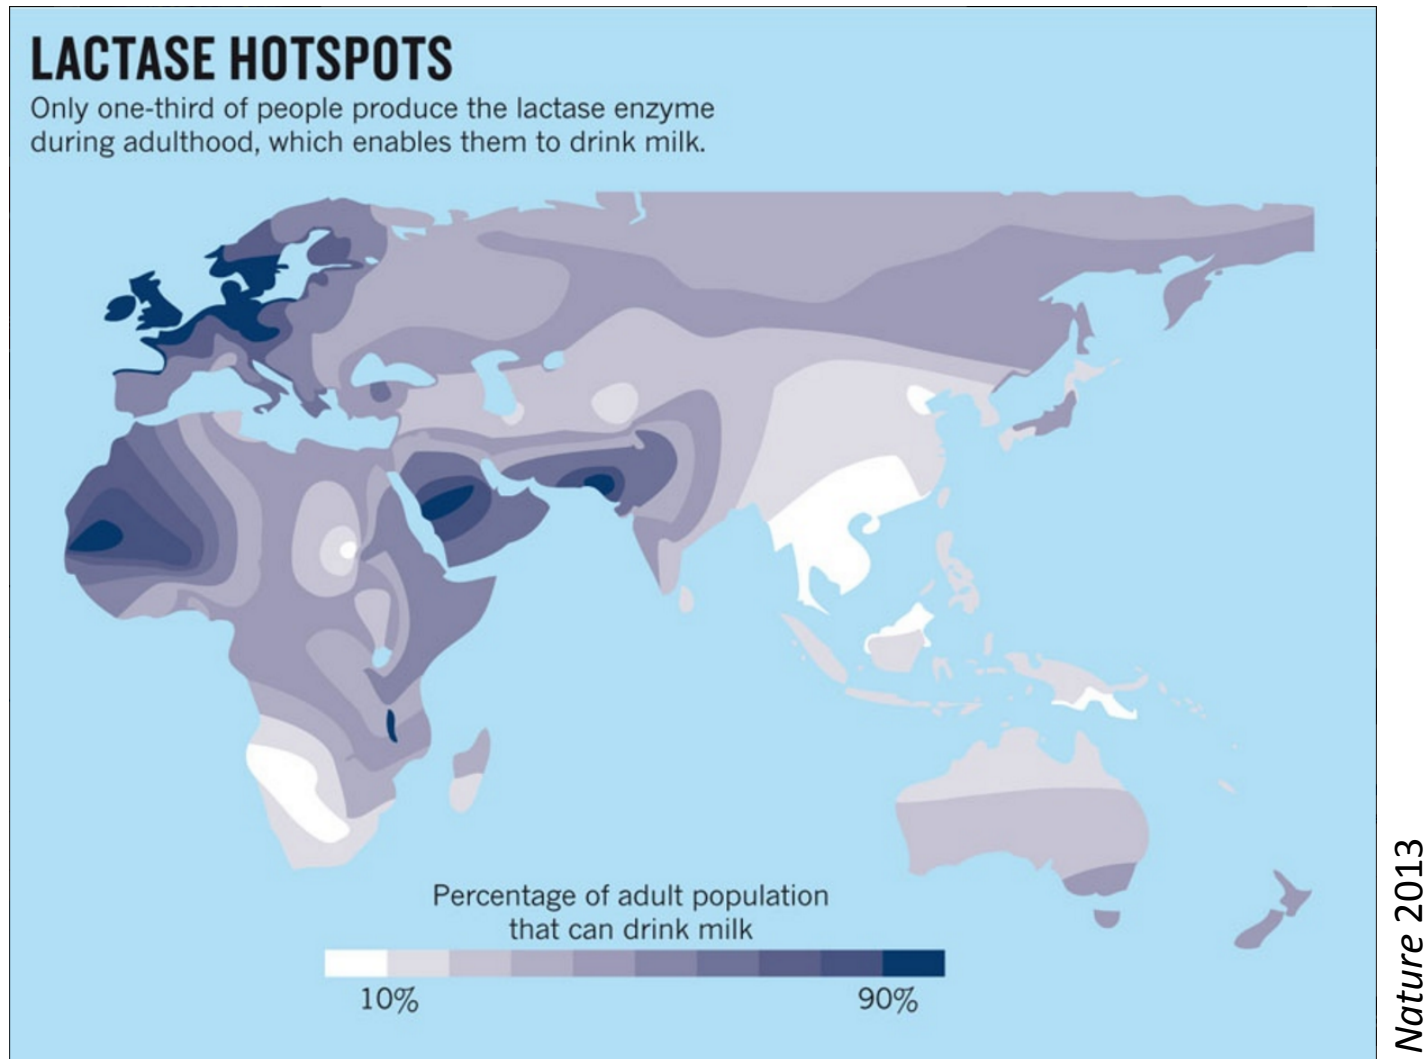 LACTASE HOTSPOTS
Only one-third of people produce the lactase enzyme
during adulthood, which enables them to drink milk.
Percentage of adult population
that can drink milk
10%
90%
Nature 2013